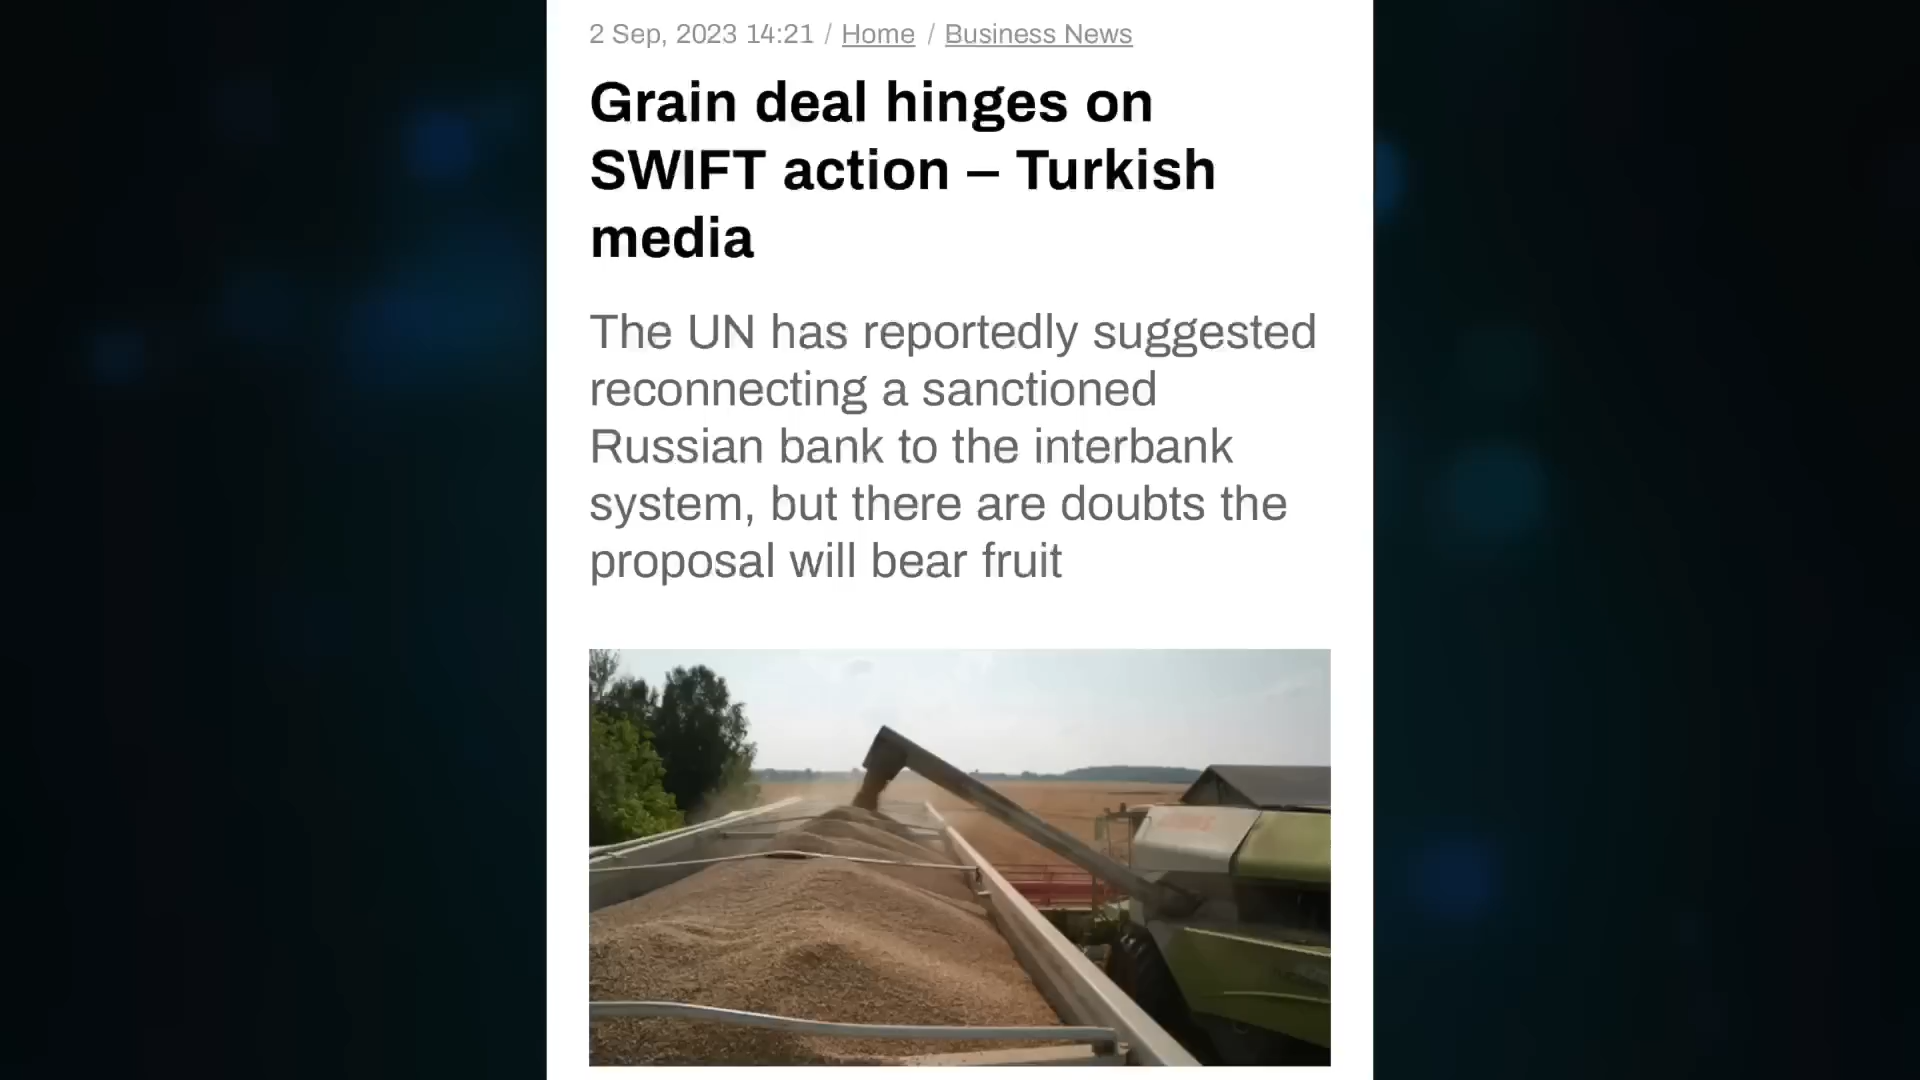 2 Sep, 2023 14:21 / Home / Business News
Grain deal hinges on
SWIFT action – Turkish
media
The UN has reportedly suggested
reconnecting a sanctioned
Russian bank to the interbank
system, but there are doubts the
proposal will bear fruit